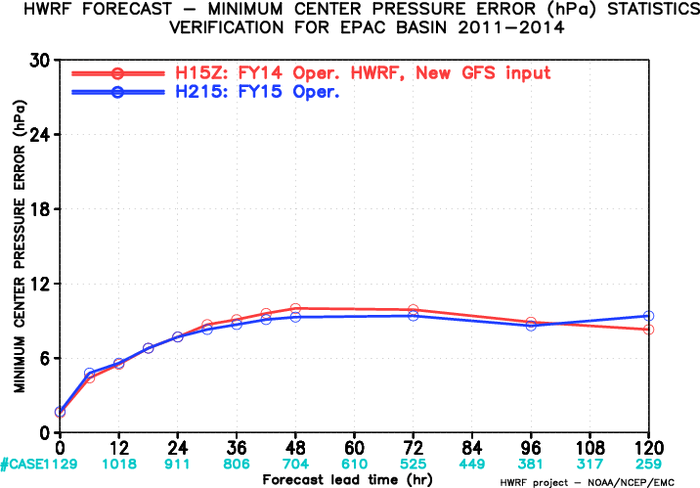 HWRF FORECAST – MINIMUM CENTER PRESSURE ERROR (hPa) STATISTICS
VERIFICATION FOR EPAC BASIN 2011–2014
H15Z: FY14 Oper. HWRF, New GFS input
H215: FY15 Oper.
MINIMUM CENTER PRESSURE ERROR (hPa)
30
24
18
12
6
0
0 12 24 36 48 60 72 84 96 108 120
#CASE1129 1018 911 806 704 610 525 449 381 317 259
Forecast lead time (hr)
HWRF project – NOAA/NCEP/EMC